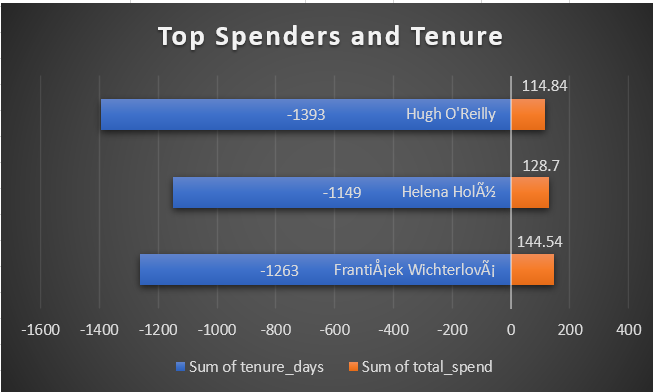 Top Spenders and Tenure
114.84
-1393 Hugh O'Reilly
128.7
-1149 Helena HolÃ½
144.54
-1263 FrantiÅ¡ek WichterlovÃ¡
-1600 -1400 -1200 -1000 -800 -600 -400 -200 0 200 400
Sum of tenure_days Sum of total_spend